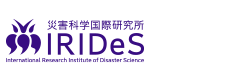 災害科学国際研究所
IRIDeS
International Research Institute of Disaster Science